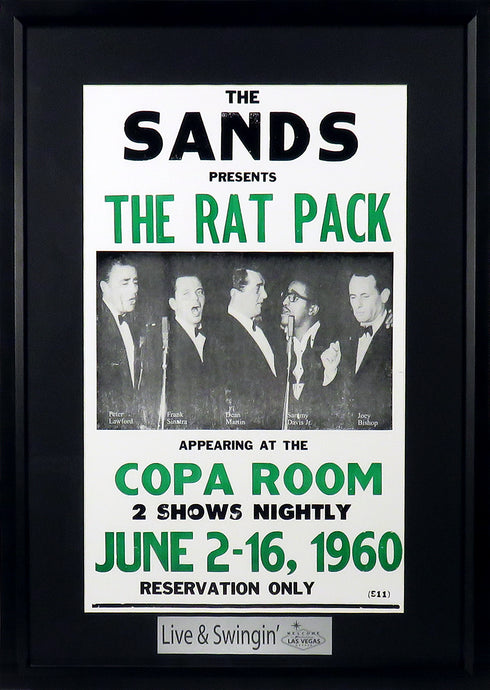 THE
SANDS
PRESENTS
THE RAT PACK
Peter Lawford
Frank Sinatra
Dean Martin
Sammy Davis Jr.
Joey Bishop
APPEARING AT THE
COPA ROOM
2 SHOWS NIGHTLY
JUNE 2-16, 1960
RESERVATION ONLY
(511)
Live & Swingin'
WELCOME
LAS VEGAS